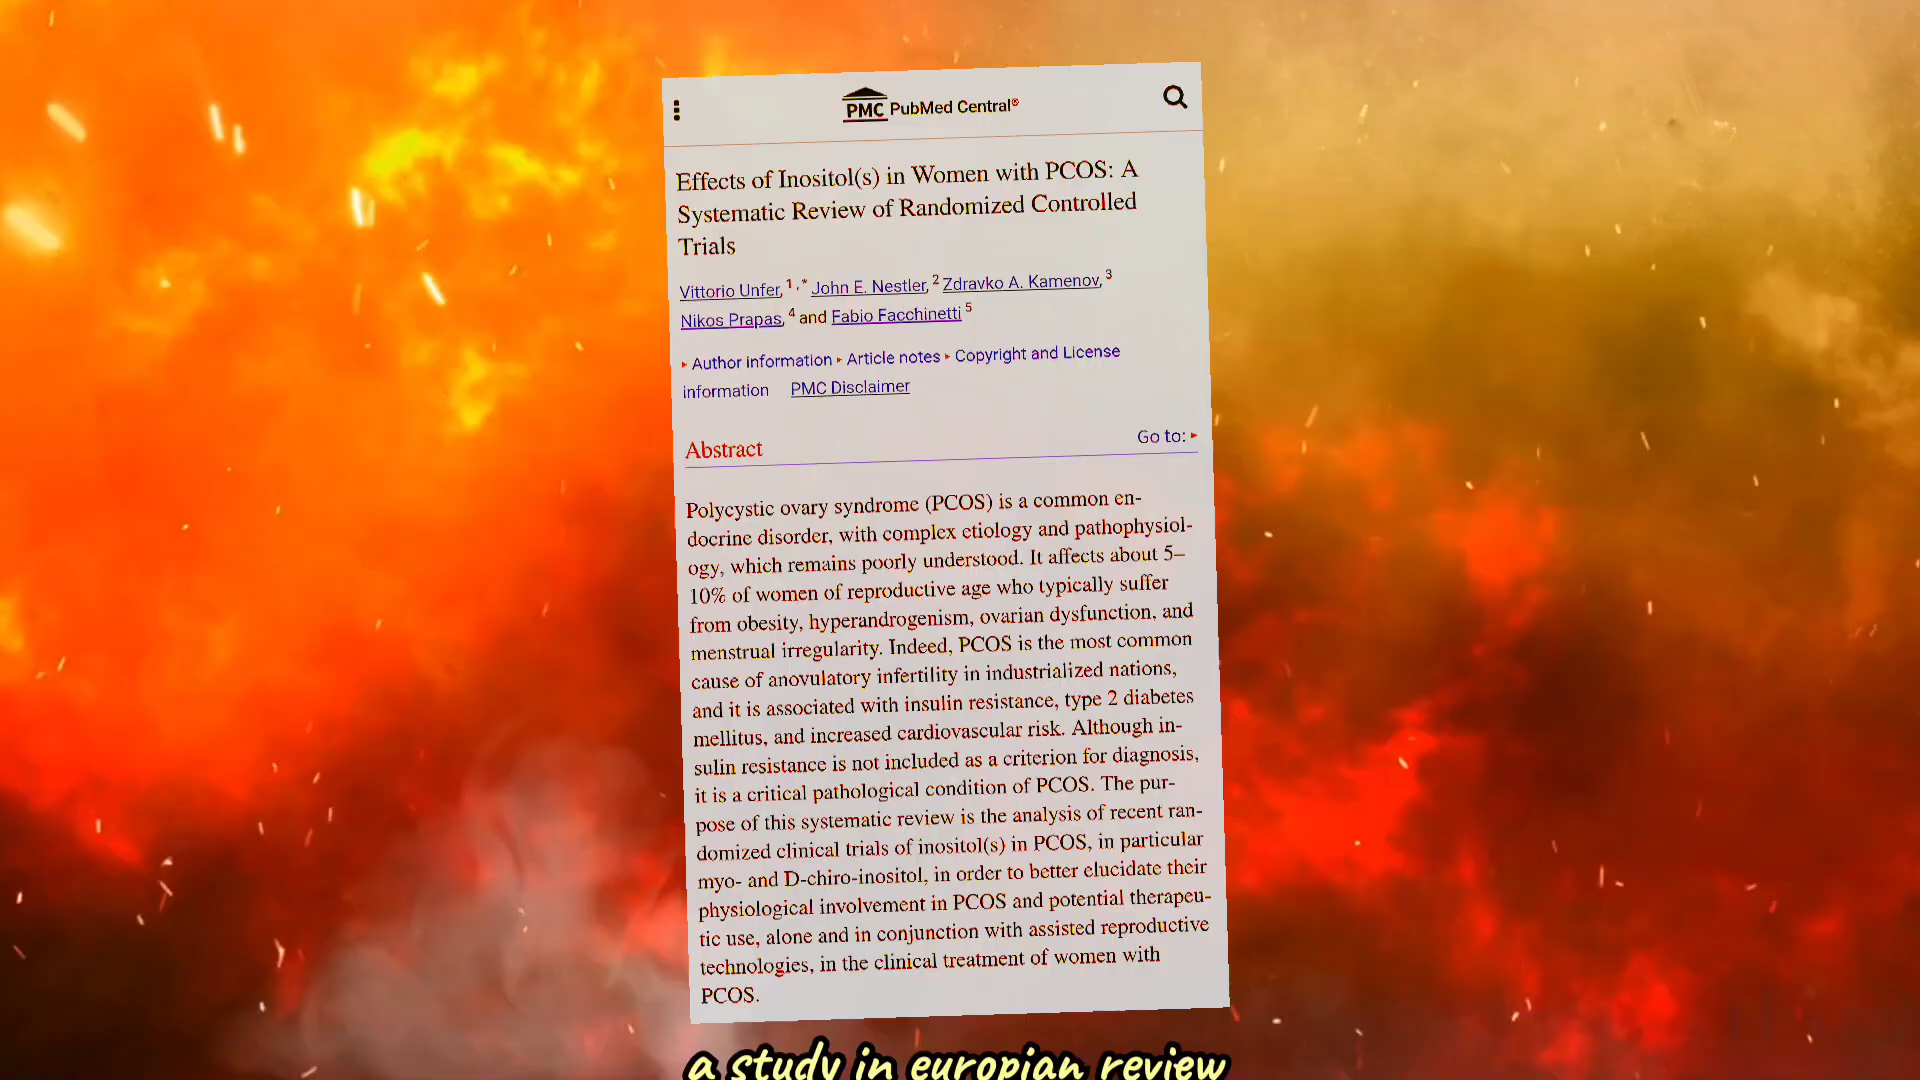 PMC PubMed Central®
Effects of Inositol(s) in Women with PCOS: A
Systematic Review of Randomized Controlled
Trials
Vittorio Unfer, 1,* John E. Nestler, 2 Zdravko A. Kamenov, 3
Nikos Prapas, 4 and Fabio Facchinetti 5
▸ Author information ▸ Article notes ▸ Copyright and License
information PMC Disclaimer
Abstract Go to: ▸
Polycystic ovary syndrome (PCOS) is a common en-
docrine disorder, with complex etiology and pathophysiol-
ogy, which remains poorly understood. It affects about 5–
10% of women of reproductive age who typically suffer
from obesity, hyperandrogenism, ovarian dysfunction, and
menstrual irregularity. Indeed, PCOS is the most common
cause of anovulatory infertility in industrialized nations,
and it is associated with insulin resistance, type 2 diabetes
mellitus, and increased cardiovascular risk. Although in-
sulin resistance is not included as a criterion for diagnosis,
it is a critical pathological condition of PCOS. The pur-
pose of this systematic review is the analysis of recent ran-
domized clinical trials of inositol(s) in PCOS, in particular
myo- and D-chiro-inositol, in order to better elucidate their
physiological involvement in PCOS and potential therapeu-
tic use, alone and in conjunction with assisted reproductive
technologies, in the clinical treatment of women with
PCOS.
a study in europian review